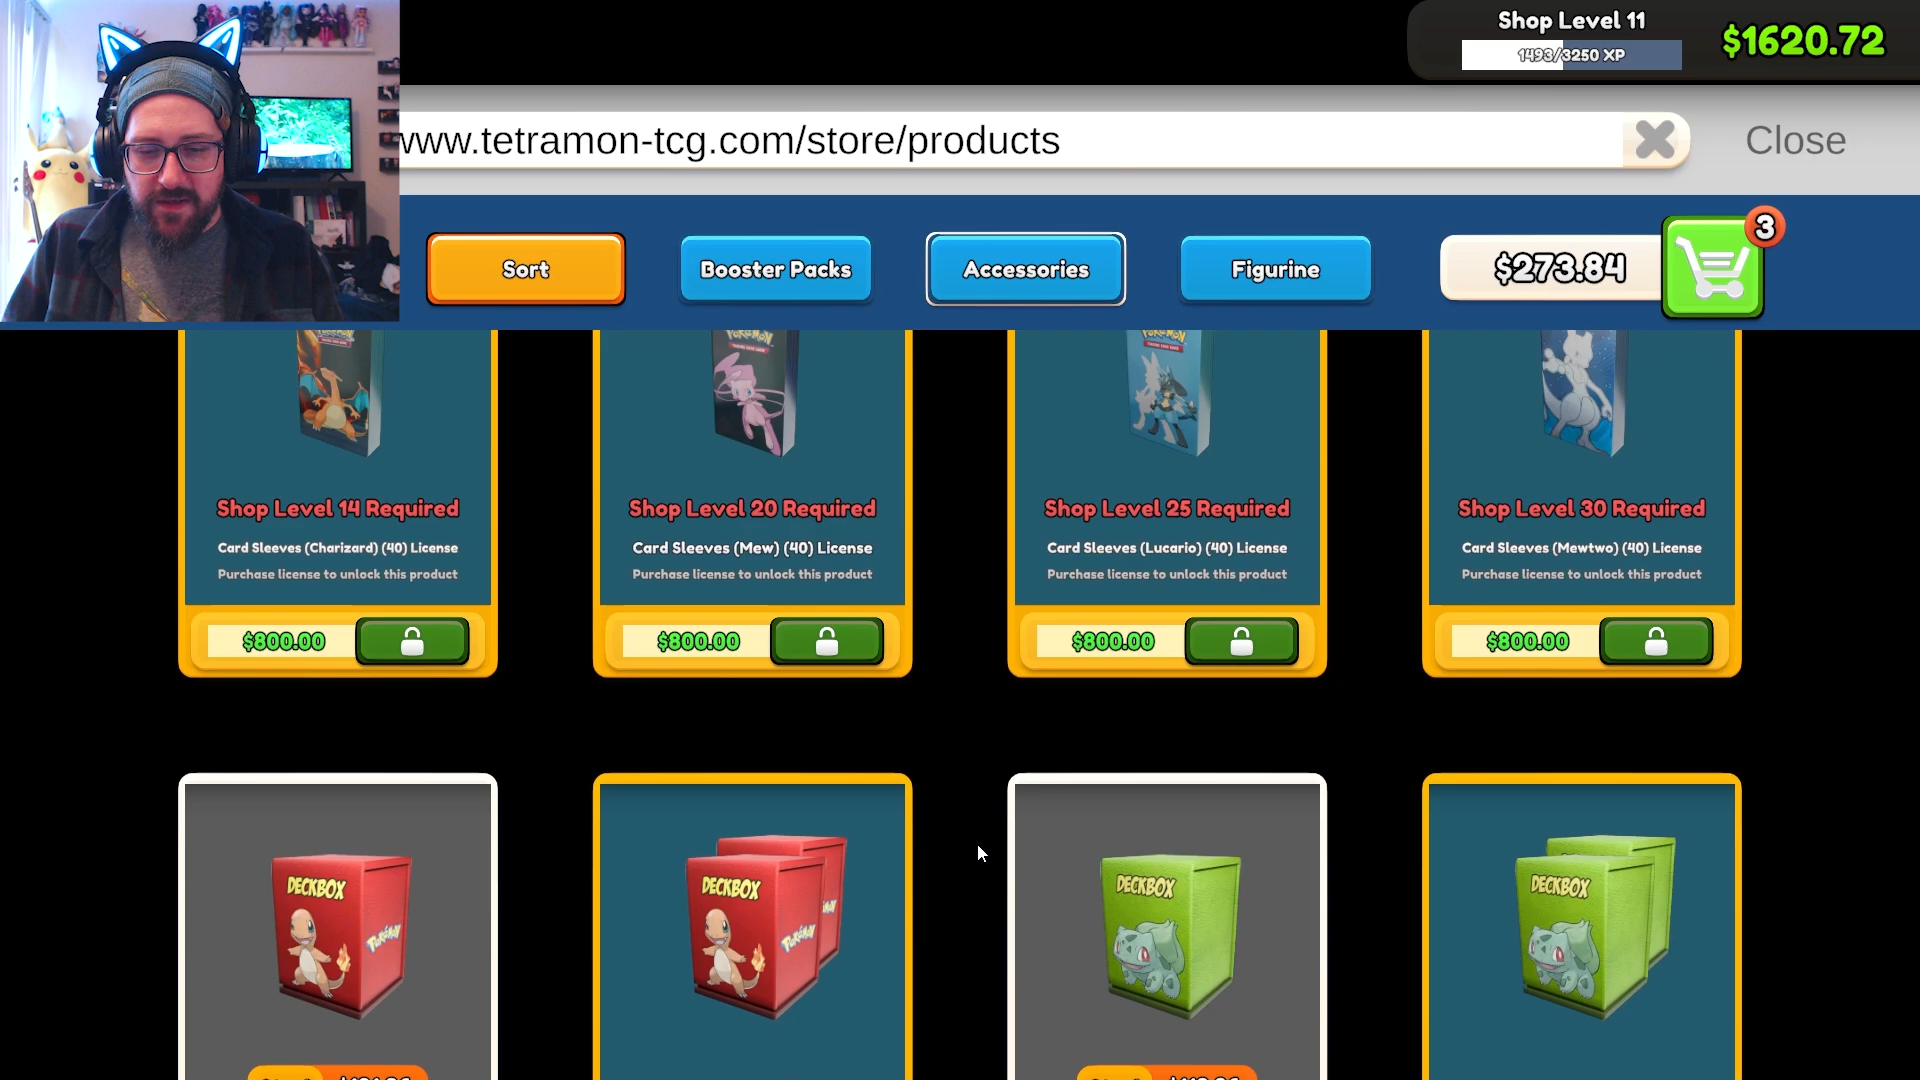 Shop Level 11
1493/3250 XP
$1620.72
www.tetramon-tcg.com/store/products
Close
Sort
Booster Packs
Accessories
Figurine
$273.84
3
Shop Level 14 Required
Card Sleeves (Charizard) (40) License
Purchase license to unlock this product
$800.00
Shop Level 20 Required
Card Sleeves (Mew) (40) License
Purchase license to unlock this product
$800.00
Shop Level 25 Required
Card Sleeves (Lucario) (40) License
Purchase license to unlock this product
$800.00
Shop Level 30 Required
Card Sleeves (Mewtwo) (40) License
Purchase license to unlock this product
$800.00
DECKBOX
Pokémon
DECKBOX
Pokémon
DECKBOX
DECKBOX